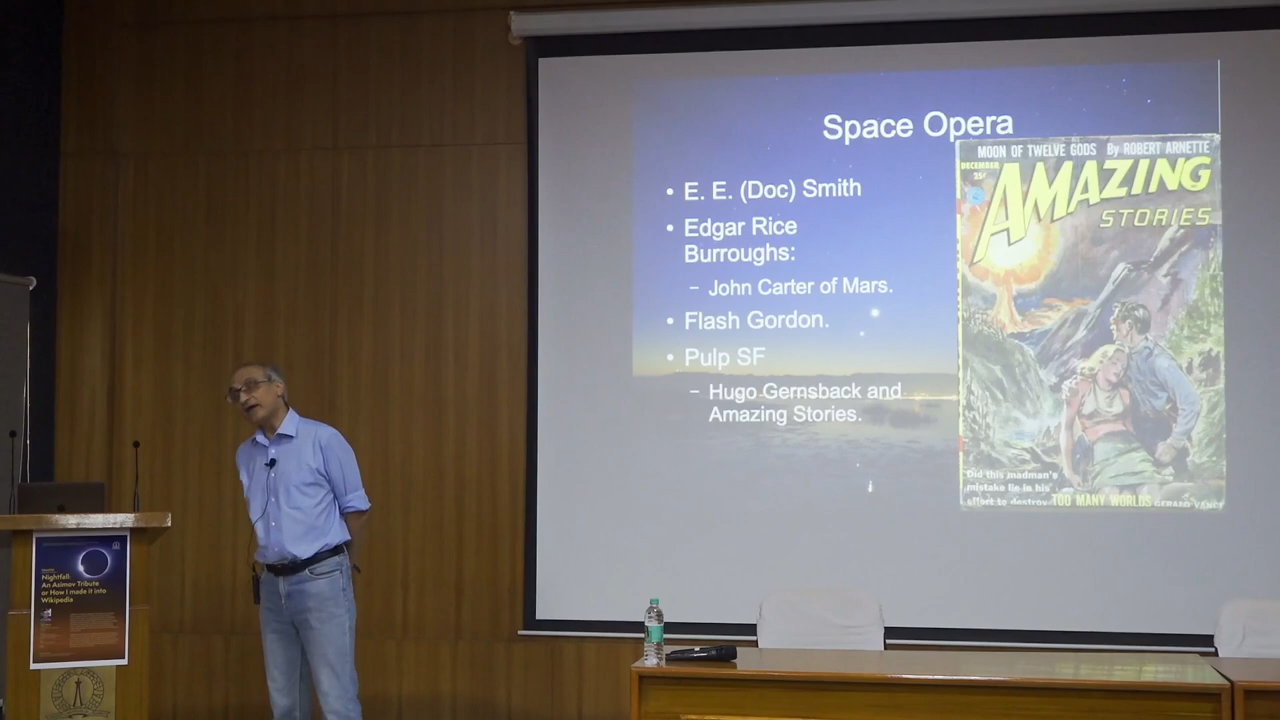 Space Opera
• E. E. (Doc) Smith
• Edgar Rice
Burroughs:
– John Carter of Mars.
• Flash Gordon.
• Pulp SF
– Hugo Gernsback and
Amazing Stories.
MOON OF TWELVE GODS By ROBERT ARNETTE
DECEMBER
25¢
AMAZING
STORIES
Did this madman's
mistake lie in his
effort to destroy TOO MANY WORLDS GERALD VANCE
Nightfall:
An Asimov Tribute
or How I made it into
Wikipedia